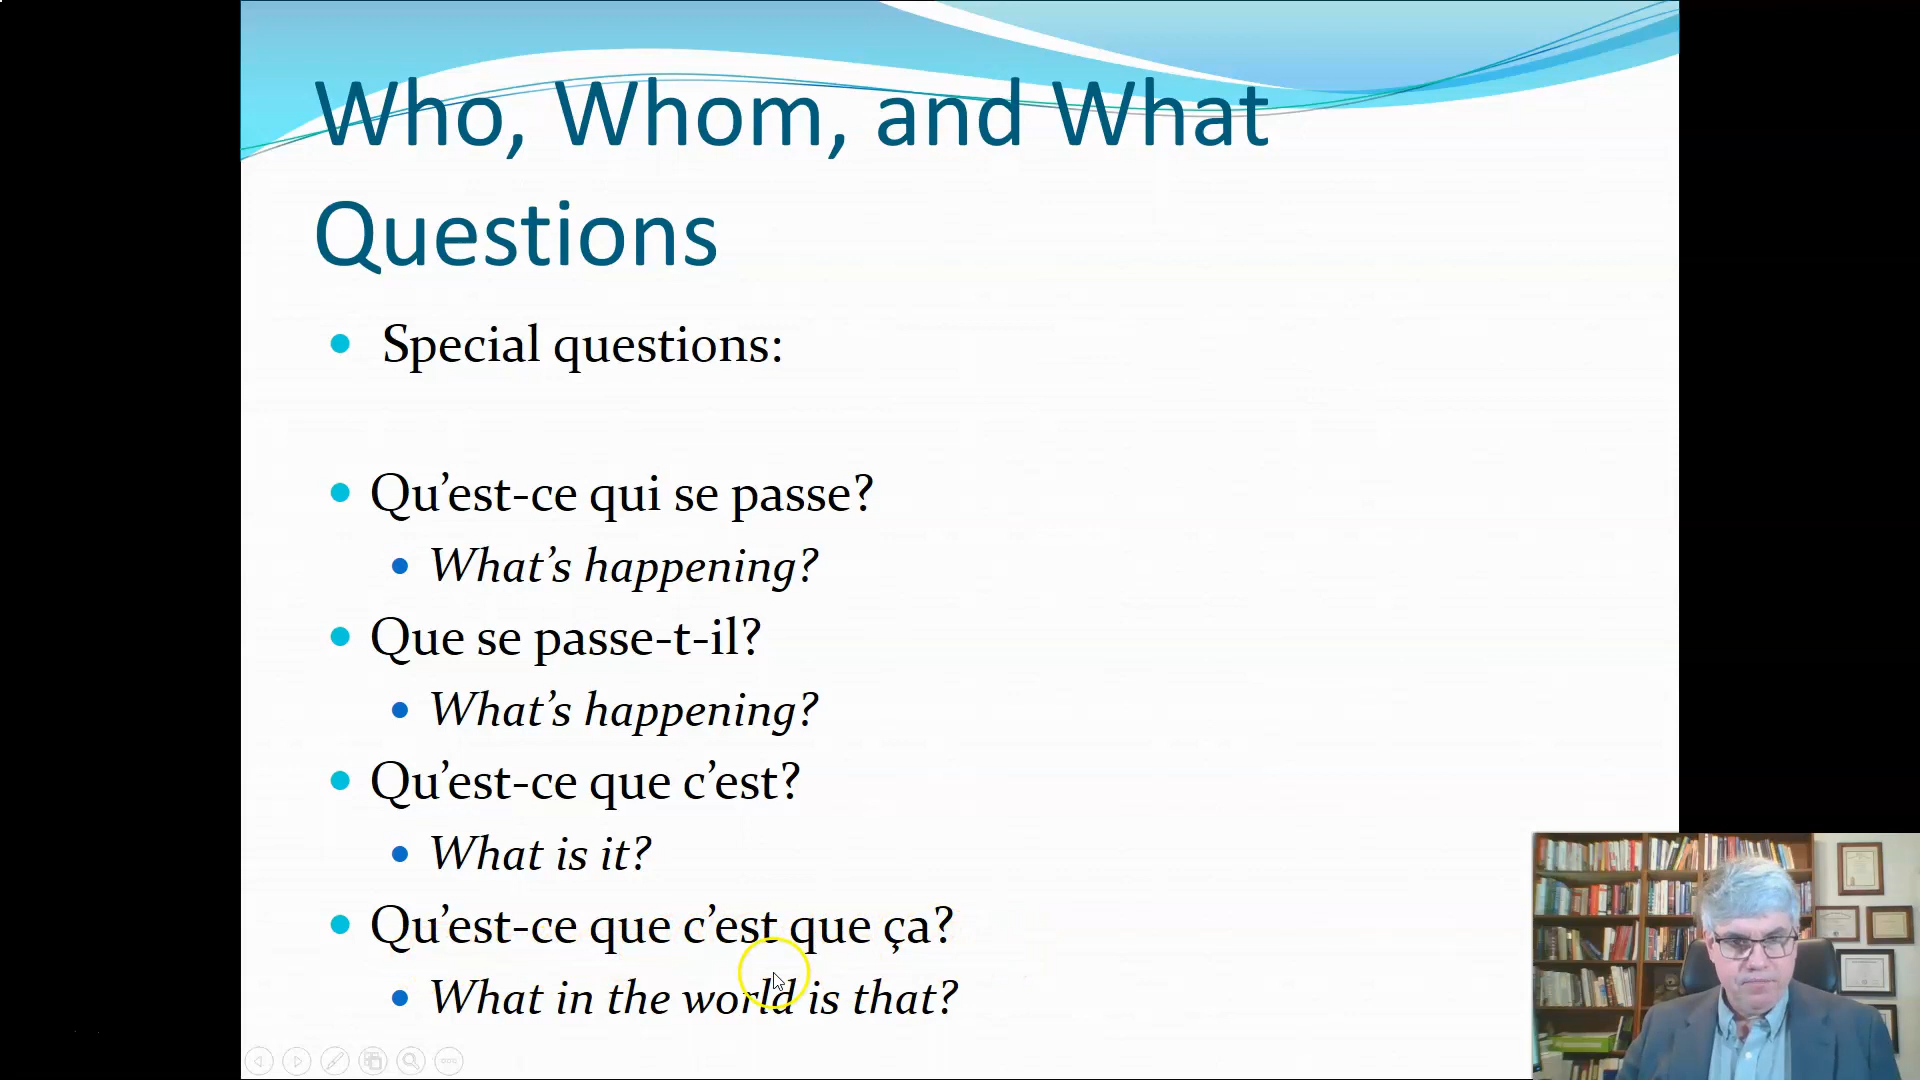 Who, Whom, and What
Questions
Special questions:
Qu’est-ce qui se passe?
What’s happening?
Que se passe-t-il?
What’s happening?
Qu’est-ce que c’est?
What is it?
Qu’est-ce que c’est que ça?
What in the world is that?